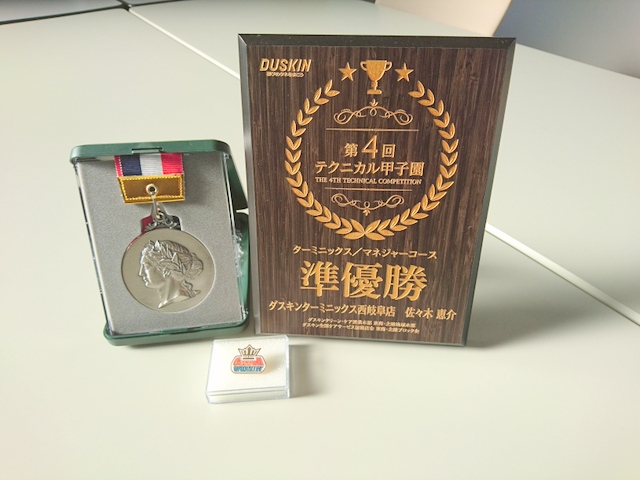 DUSKIN
第4回
テクニカル甲子園
THE 4TH TECHNICAL COMPETITION
ターミニックス/マネジャーコース
準優勝
ダスキンターミニックス西岐阜店 佐々木 恵介